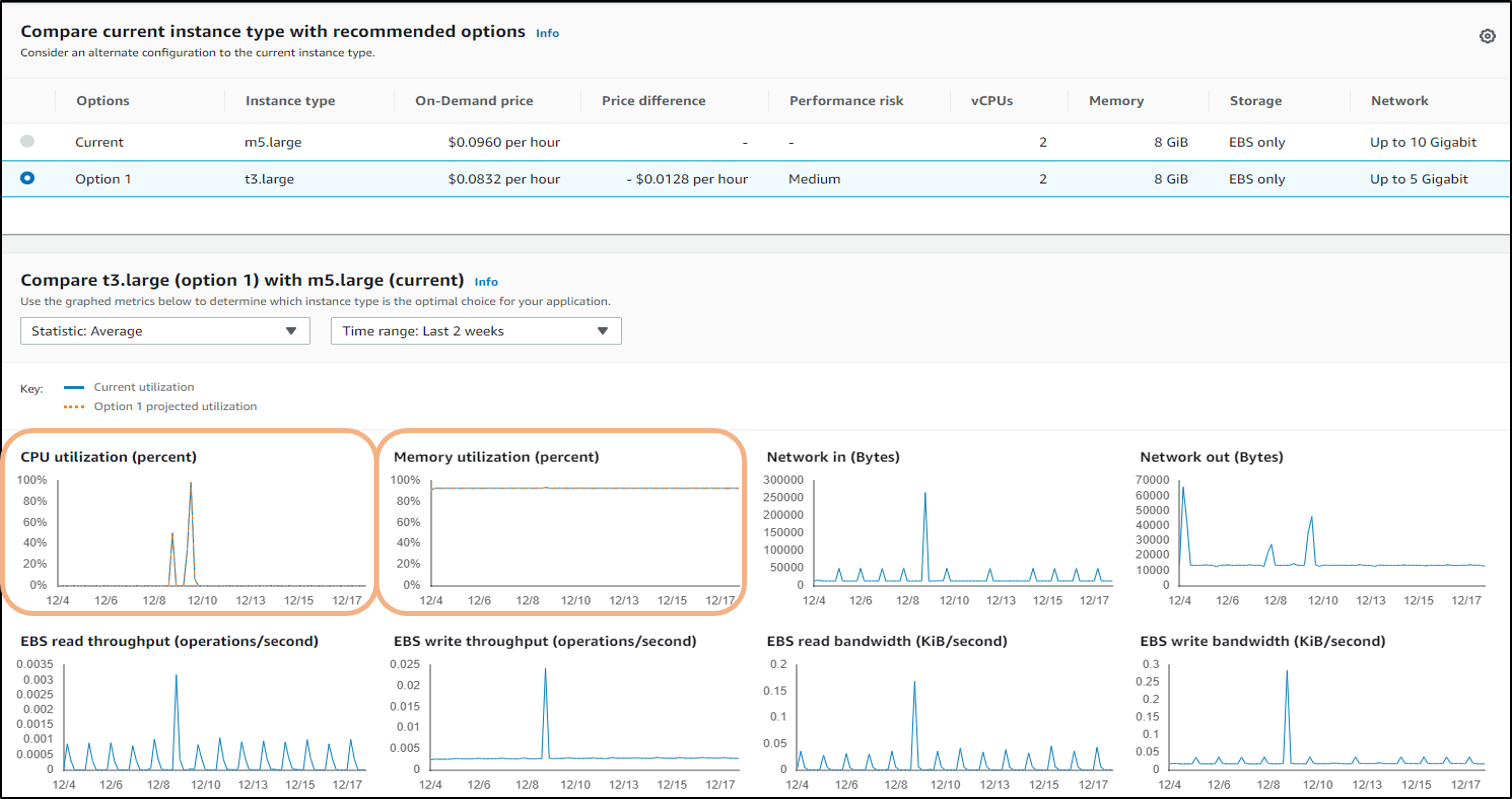 Compare current instance type with recommended options Info
Consider an alternate configuration to the current instance type.
Options Instance type On-Demand price Price difference Performance risk vCPUs Memory Storage Network
Current m5.large $0.0960 per hour - - 2 8 GiB EBS only Up to 10 Gigabit
Option 1 t3.large $0.0832 per hour - $0.0128 per hour Medium 2 8 GiB EBS only Up to 5 Gigabit
Compare t3.large (option 1) with m5.large (current) Info
Use the graphed metrics below to determine which instance type is the optimal choice for your application.
Statistic: Average Time range: Last 2 weeks
Key: Current utilization
Option 1 projected utilization
CPU utilization (percent)
100%
80%
60%
40%
20%
0%
12/4 12/6 12/8 12/10 12/13 12/15 12/17
Memory utilization (percent)
100%
80%
60%
40%
20%
0%
12/4 12/6 12/8 12/10 12/13 12/15 12/17
Network in (Bytes)
300000
250000
200000
150000
100000
50000
0
12/4 12/6 12/8 12/10 12/13 12/15 12/17
Network out (Bytes)
70000
60000
50000
40000
30000
20000
10000
0
12/4 12/6 12/8 12/10 12/13 12/15 12/17
EBS read throughput (operations/second)
0.0035
0.003
0.0025
0.002
0.0015
0.001
0.0005
0
12/4 12/6 12/8 12/10 12/13 12/15 12/17
EBS write throughput (operations/second)
0.025
0.02
0.015
0.01
0.005
0
12/4 12/6 12/8 12/10 12/13 12/15 12/17
EBS read bandwidth (KiB/second)
0.2
0.15
0.1
0.05
0
12/4 12/6 12/8 12/10 12/13 12/15 12/17
EBS write bandwidth (KiB/second)
0.3
0.25
0.2
0.15
0.1
0.05
0
12/4 12/6 12/8 12/10 12/13 12/15 12/17